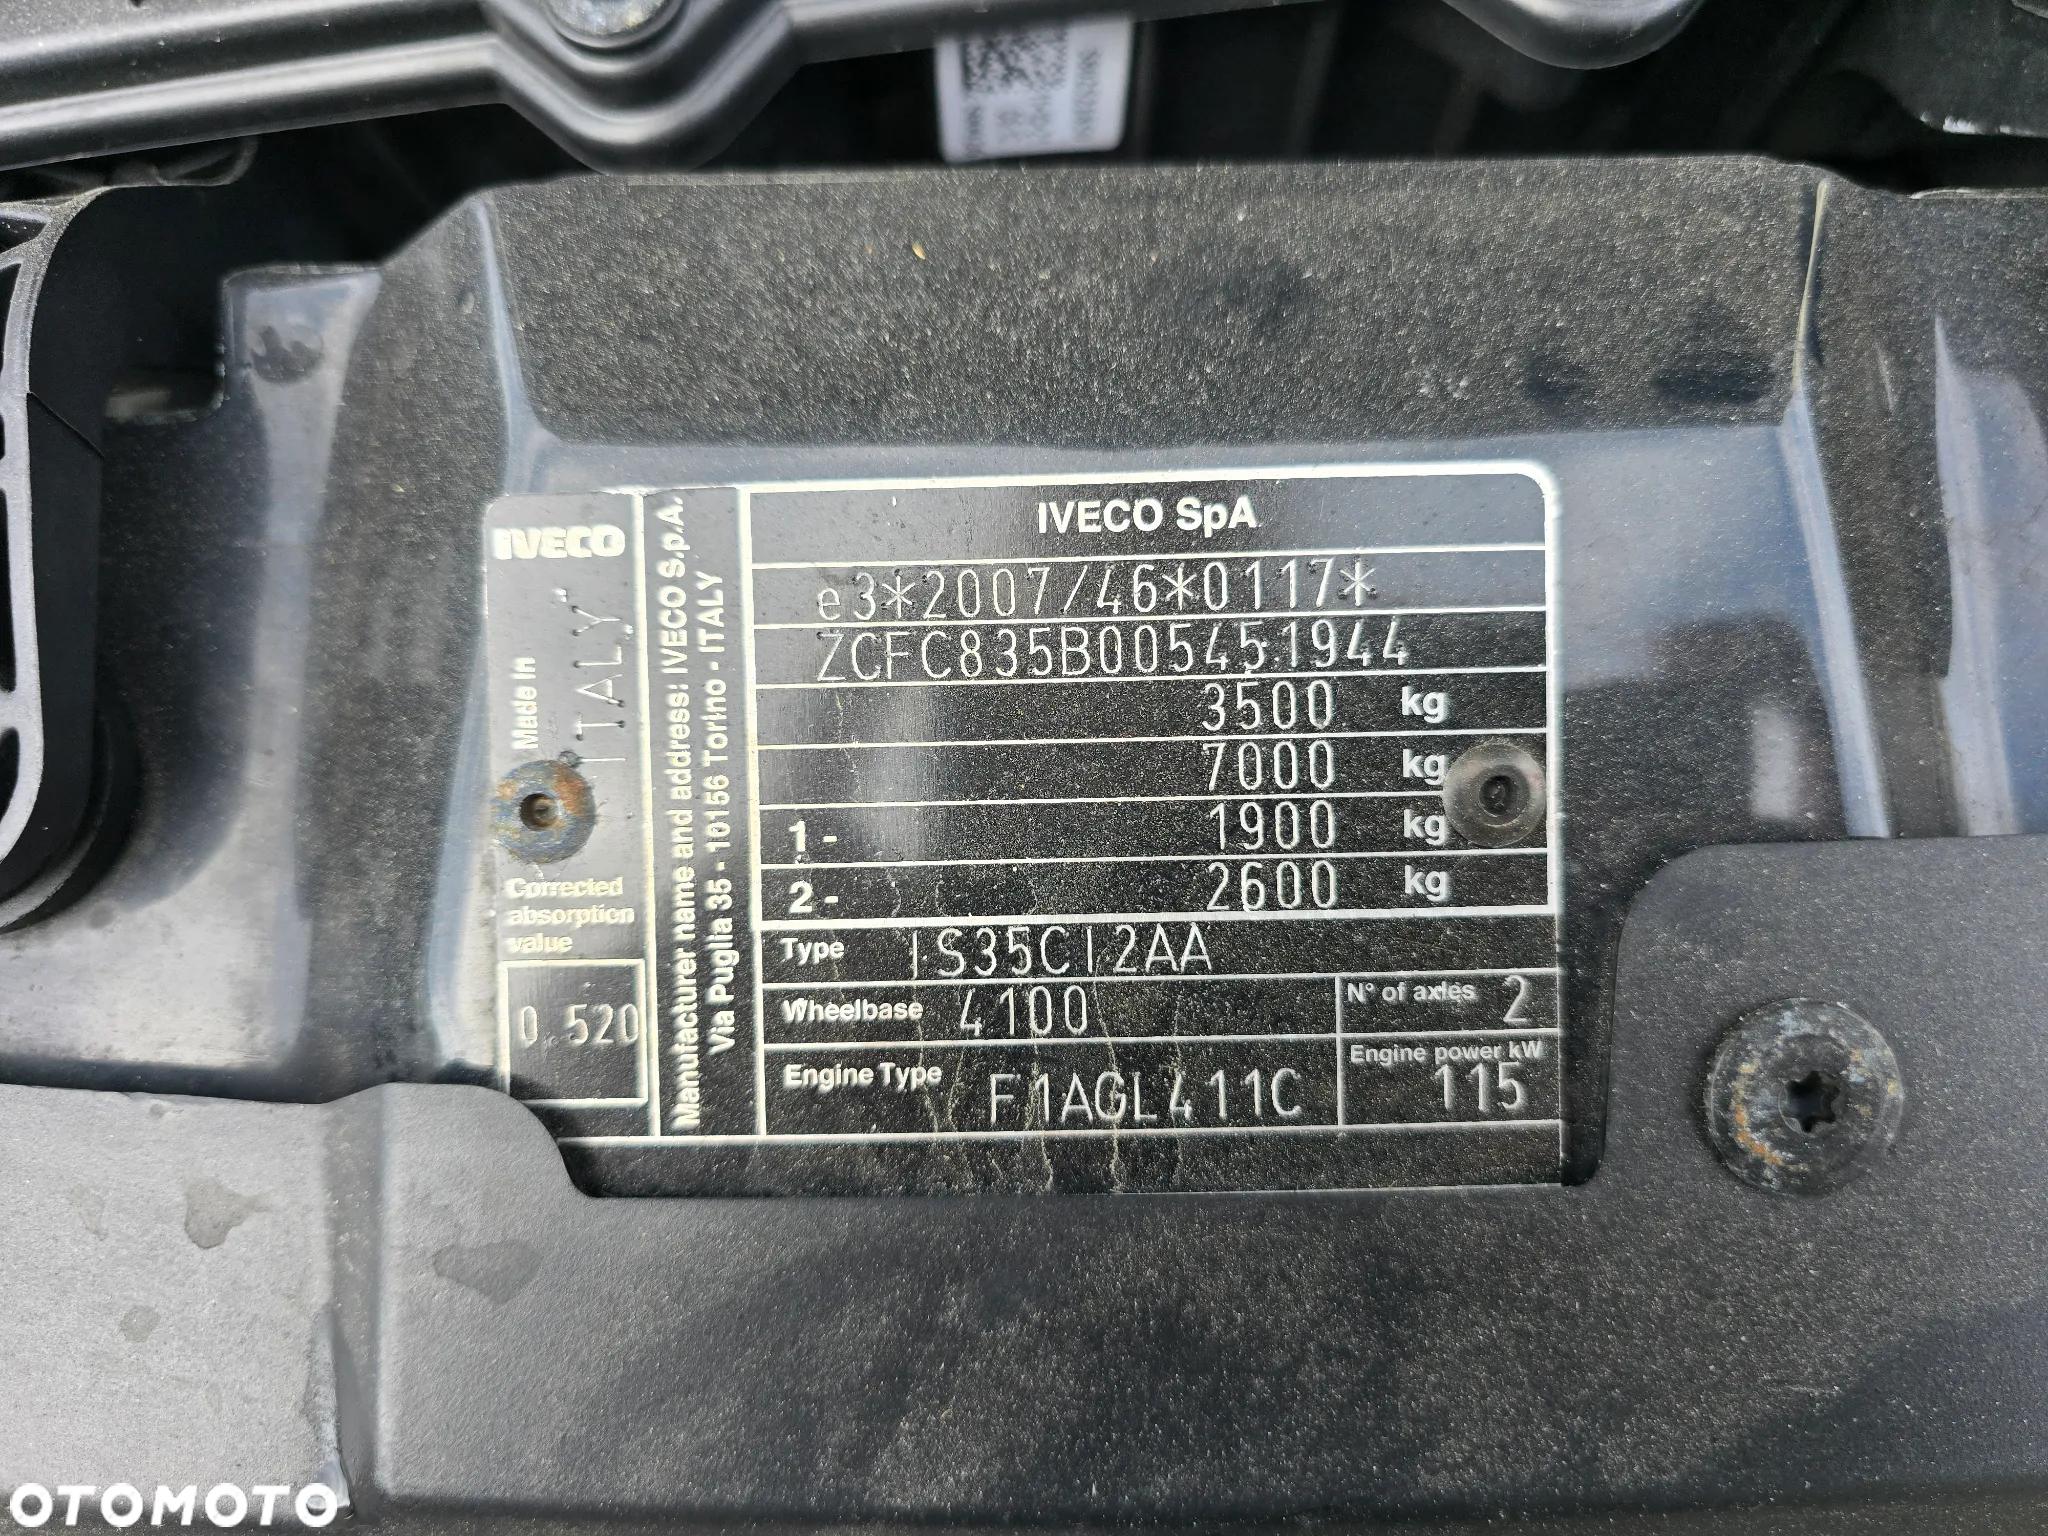 IVECO
Made in
ITALY
Corrected
absorption
value
0.520
Manufacturer name and address: IVECO S.p.A.
Via Puglia 35 - 10156 Torino - ITALY
IVECO SpA
e3*2007/46*0117*
ZCFC835B005451944
3500 kg
7000 kg
1- 1900 kg
2- 2600 kg
Type IS35CI2AA
Wheelbase 4100
N° of axles 2
Engine Type F1AGL411C
Engine power kW
115
OTOMOTO